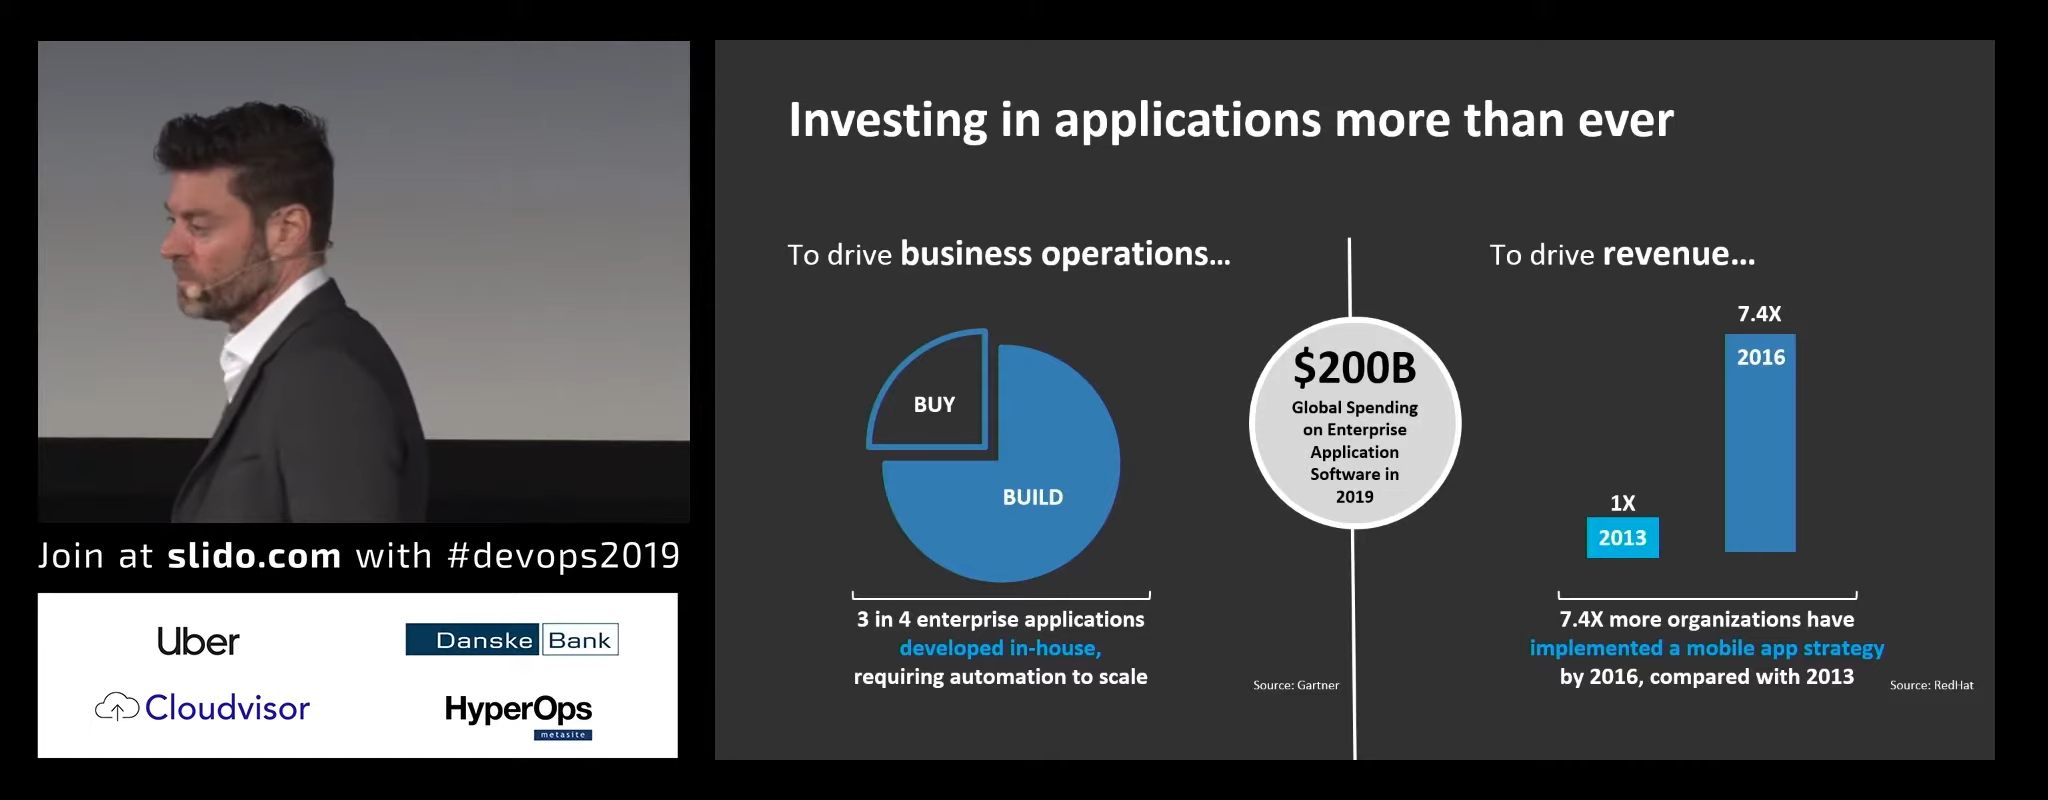 Join at slido.com with #devops2019
Uber
Danske Bank
Cloudvisor
HyperOps
metasite
Investing in applications more than ever
To drive business operations...
BUY
BUILD
3 in 4 enterprise applications
developed in-house,
requiring automation to scale
$200B
Global Spending
on Enterprise
Application
Software in
2019
Source: Gartner
To drive revenue...
7.4X
2016
1X
2013
7.4X more organizations have
implemented a mobile app strategy
by 2016, compared with 2013
Source: RedHat